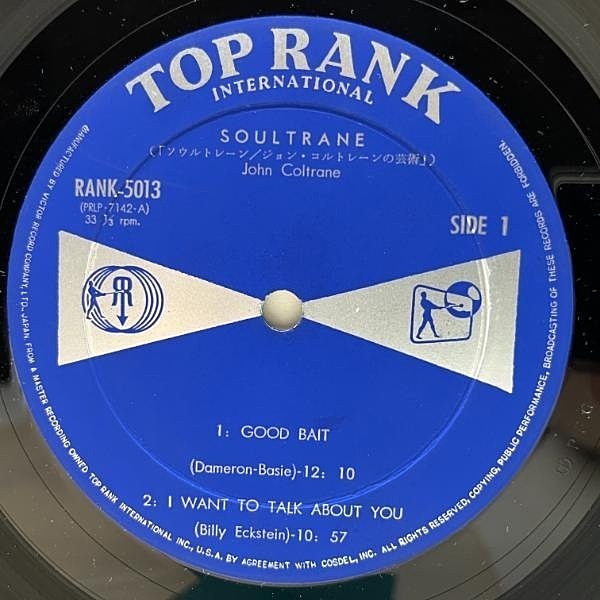 TOP RANK
INTERNATIONAL
SOULTRANE
(「ソウルトレーン/ジョン・コルトレーンの芸術」)
John Coltrane
RANK-5013
(PRLP-7142-A)
33 ⅓ rpm.
SIDE 1
1: GOOD BAIT
(Dameron-Basie)-12: 10
2: I WANT TO TALK ABOUT YOU
(Billy Eckstein)-10: 57
MANUFACTURED BY VICTOR RECORD COMPANY, LTD., JAPAN. FROM A MASTER RECORDING OWNED TOP RANK INTERNATIONAL INC., U.S.A. BY AGREEMENT WITH COSDEL, INC. ALL RIGHTS RESERVED, COPYING, PUBLIC PERFORMANCE, BROADCASTING OF THESE RECORDS ARE FORBIDDEN.